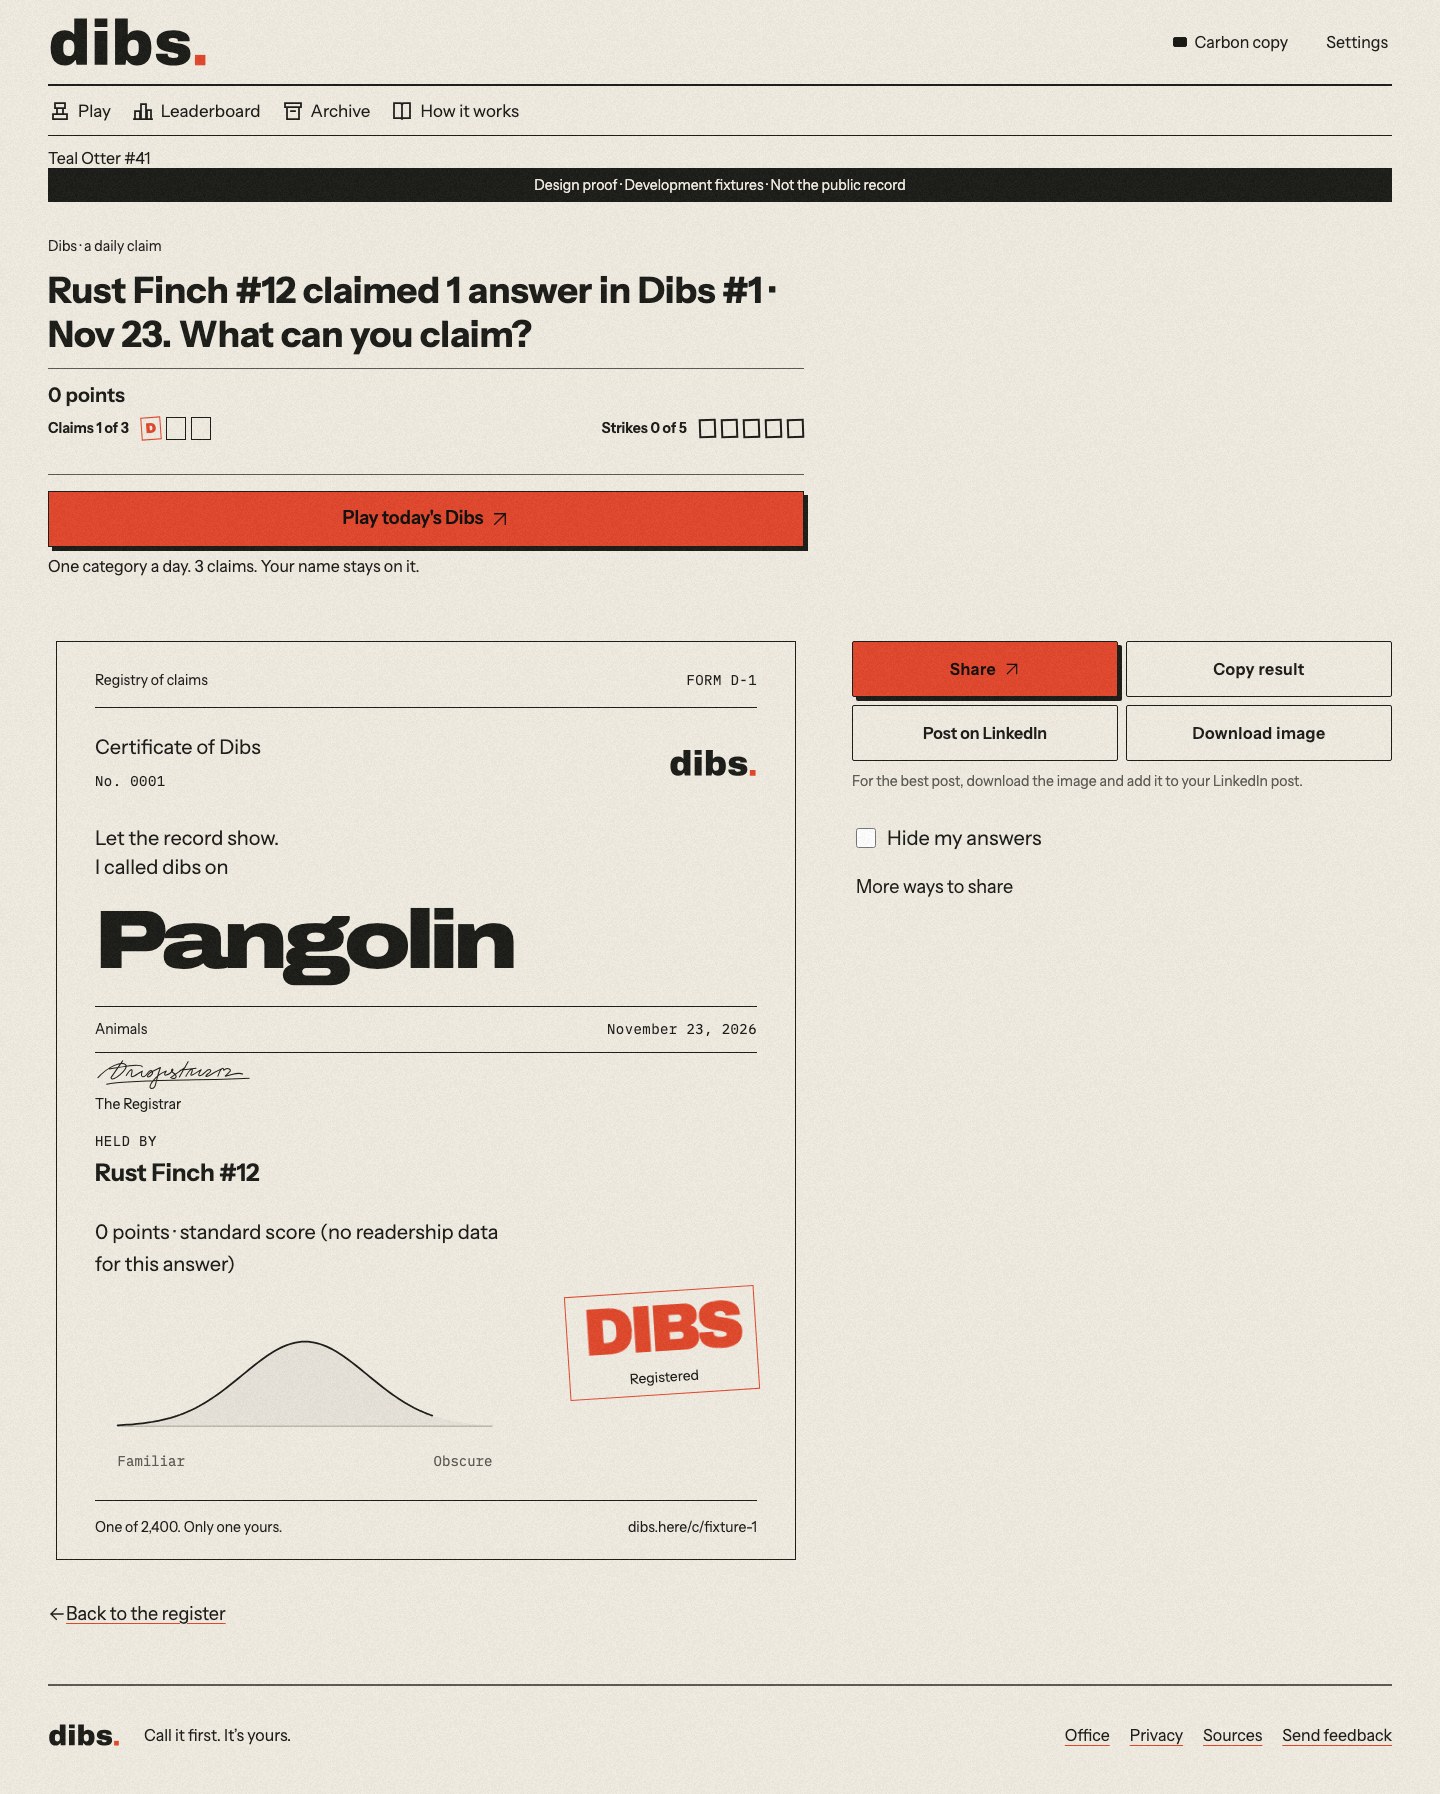 dibs.
Carbon copy
Settings
Play
Leaderboard
Archive
How it works
Teal Otter #41
Design proof · Development fixtures · Not the public record
Dibs · a daily claim
Rust Finch #12 claimed 1 answer in Dibs #1 ·
Nov 23. What can you claim?
0 points
Claims 1 of 3
D
Strikes 0 of 5
Play today's Dibs
One category a day. 3 claims. Your name stays on it.
Registry of claims
FORM D-1
Certificate of Dibs
No. 0001
dibs.
Let the record show.
I called dibs on
Pangolin
Animals
November 23, 2026
The Registrar
HELD BY
Rust Finch #12
0 points · standard score (no readership data
for this answer)
DIBS
Registered
Familiar
Obscure
One of 2,400. Only one yours.
dibs.here/c/fixture-1
Share
Copy result
Post on LinkedIn
Download image
For the best post, download the image and add it to your LinkedIn post.
Hide my answers
More ways to share
←Back to the register
dibs.
Call it first. It's yours.
Office
Privacy
Sources
Send feedback